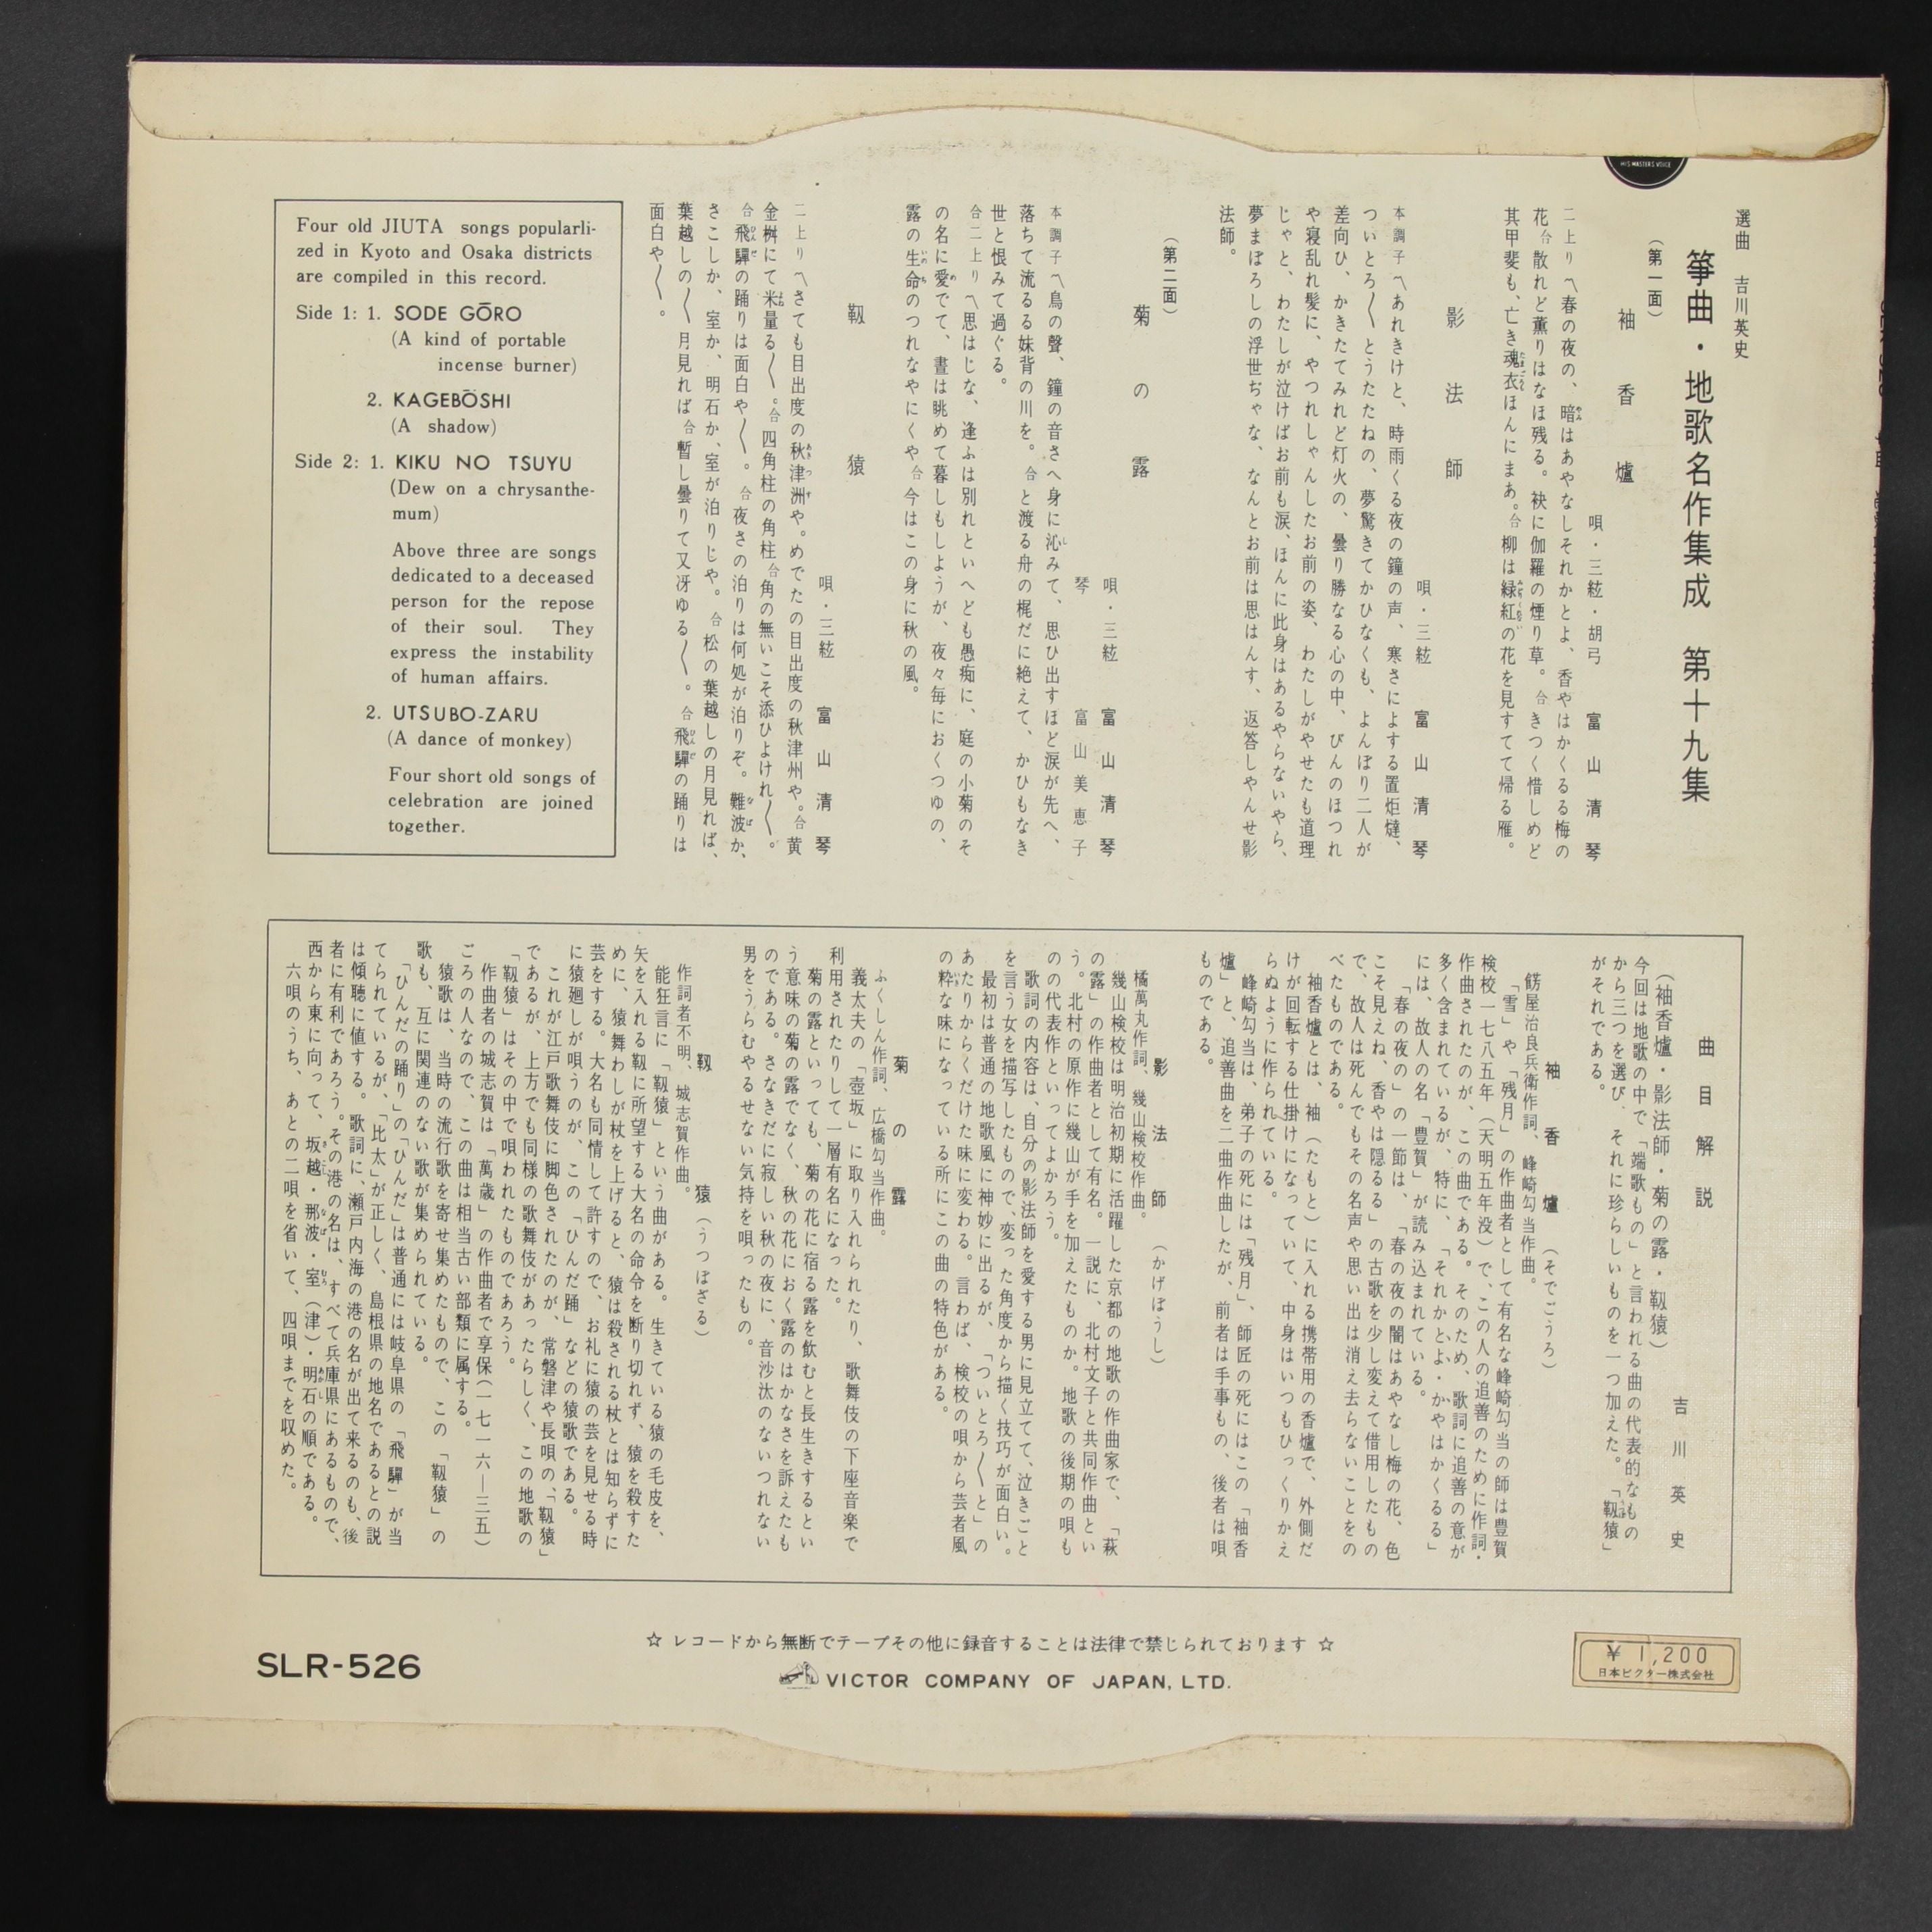 HIS MASTER'S VOICE
選曲　吉川英史
箏曲・地歌名作集成　第十九集
（第一面）
袖香爐
唄・三絃・胡弓　富山清琴
二上り〽春の夜の、暗はあやなしそれかとよ、香やはかくるる梅の
花合散れど薫りはなほ残る。袂に伽羅の煙り草。合きつく惜しめど
其甲斐も、亡き魂衣ほんにまあ。合柳は緑紅の花を見すてて帰る雁。
影法師
唄・三絃　富山清琴
本調子〽あれきけと、時雨くる夜の鐘の声、寒さによする置炬燵、
ついとろ〳〵とうたたねの、夢驚きてかひなくも、よんぼり二人が
差向ひ、かきたてみれど灯火の、曇り勝なる心の中、びんのほつれ
や寝乱れ髪に、やつれしゃんしたお前の姿、わたしがやせたも道理
じゃと、わたしが泣けばお前も涙、ほんに此身はあるやらないやら、
夢まぼろしの浮世ぢゃな、なんとお前は思はんす、返答しやんせ影
法師。
（第二面）
菊の露
唄・三絃　富山清琴
琴　富山美恵子
本調子〽鳥の聲、鐘の音さへ身に沁みて、思ひ出すほど涙が先へ、
落ちて流るる妹背の川を。合と渡る舟の梶だに絶えて、かひもなき
世と恨みて過ぐる。
合二上り〽思はじな、逢ふは別れといへども愚痴に、庭の小菊のそ
の名に愛でて、晝は眺めて暮しもしようが、夜々毎におくつゆの、
露の生命のつれなやにくや合今はこの身に秋の風。
靱猿
唄・三絃　富山清琴
二上り〽さても目出度の秋津洲や。めでたの目出度の秋津州や。合黄
金桝にて米量る〳〵。合四角柱の角柱合角の無いこそ添ひよけれ〳〵。
合飛騨の踊りは面白や〳〵。合夜さの泊りは何処が泊りぞ。難波か、
さこしか、室か、明石か、室が泊りじや。合松の葉越しの月見れば、
葉越しの〳〵月見れば合暫し曇りて又冴ゆる〳〵。合飛騨の踊りは
面白や〳〵。
Four old JIUTA songs popularli-
zed in Kyoto and Osaka districts
are compiled in this record.
Side 1: 1. SODE GŌRO
(A kind of portable
incense burner)
2. KAGEBŌSHI
(A shadow)
Side 2: 1. KIKU NO TSUYU
(Dew on a chrysanthe-
mum)
Above three are songs
dedicated to a deceased
person for the repose
of their soul. They
express the instability
of human affairs.
2. UTSUBO-ZARU
(A dance of monkey)
Four short old songs of
celebration are joined
together.
曲目解説
吉川英史
（袖香爐・影法師・菊の露・靱猿）
今回は地歌の中で「端歌もの」と言われる曲の代表的なもの
から三つを選び、それに珍らしいものを一つ加えた。「靱猿」
がそれである。
袖香爐（そでごうろ）
飾屋治良兵衛作詞、峰崎勾当作曲。
「雪」や「残月」の作曲者として有名な峰崎勾当の師は豊賀
検校一七八五年（天明五年没）で、この人の追善のために作詞・
作曲されたのが、この曲である。そのため、歌詞に追善の意が
多く含まれているが、特に、「それかとよ・かやはかくるる」
には、故人の名「豊賀」が読み込まれている。
「春の夜の」の一節は、「春の夜の闇はあやなし梅の花、色
こそ見えね、香やは隠るる」の古歌を少し変えて借用したもの
で、故人は死んでもその名声や思い出は消え去らないことをの
べたものである。
袖香爐とは、袖（たもと）に入れる携帯用の香爐で、外側だ
けが回転する仕掛けになっていて、中身はいつもひっくりかえ
らぬように作られている。
峰崎勾当は、弟子の死には「残月」、師匠の死にはこの「袖香
爐」と、追善曲を二曲作曲したが、前者は手事もの、後者は唄
ものである。
影法師（かげぼうし）
橘萬丸作詞、幾山検校作曲。
幾山検校は明治初期に活躍した京都の地歌の作曲家で、「萩
の露」の作曲者として有名。一説に、北村文子と共同作曲とい
う。北村の原作に幾山が手を加えたものか。地歌の後期の唄も
のの代表作といってよかろう。
歌詞の内容は、自分の影法師を愛する男に見立てて、泣きごと
を言う女を描写したもので、変った角度から描く技巧が面白い。
最初は普通の地歌風に神妙に出るが、「ついとろ〳〵と」の
あたりからくだけた味に変わる。言わば、検校の唄から芸者風
の粋な味になっている所にこの曲の特色がある。
菊の露
ふくしん作詞、広橋勾当作曲。
義太夫の「壺坂」に取り入れられたり、歌舞伎の下座音楽で
利用されたりして一層有名になった。
菊の露といっても、菊の花に宿る露を飲むと長生きするとい
う意味の菊の露でなく、秋の花におく露のはかなさを訴えたも
のである。さなきだに寂しい秋の夜に、音沙汰のないつれない
男をうらむやるせない気持を唄ったもの。
靱猿（うつぼざる）
作詞者不明、城志賀作曲。
能狂言に「靱猿」という曲がある。生きている猿の毛皮を、
矢を入れる靱に所望する大名の命令を断り切れず、猿を殺すた
めに、猿舞わしが杖を上げると、猿は殺される杖とは知らずに
芸をする。大名も同情して許すので、お礼に猿の芸を見せる時
に猿廻しが唄うのが、この「ひんだ踊」などの猿歌である。
これが江戸歌舞伎に脚色されたのが、常磐津や長唄の、「靱猿」
であるが、上方でも同様の歌舞伎があったらしく、この地歌の
「靱猿」はその中で唄われたものであろう。
作曲者の城志賀は「萬歳」の作曲者で享保（一七一六―三五）
ごろの人なので、この曲は相当古い部類に属する。
猿歌は、当時の流行歌を寄せ集めたもので、この「靱猿」の
歌も、互に関連のない歌が集められている。
「ひんだの踊り」の「ひんだ」は普通には岐阜県の「飛騨」が当
てられているが、「比太」が正しく、島根県の地名であるとの説
は傾聴に値する。歌詞に、瀬戸内海の港の名が出て来るのも、後
者に有利であろう。その港の名は、すべて兵庫県にあるもので、
西から東に向って、坂越・那波・室（津）・明石の順である。
六唄のうち、あとの二唄を省いて、四唄までを収めた。
☆ レコードから無断でテープその他に録音することは法律で禁じられております ☆
SLR-526
VICTOR COMPANY OF JAPAN, LTD.
¥ 1,200
日本ビクター株式会社